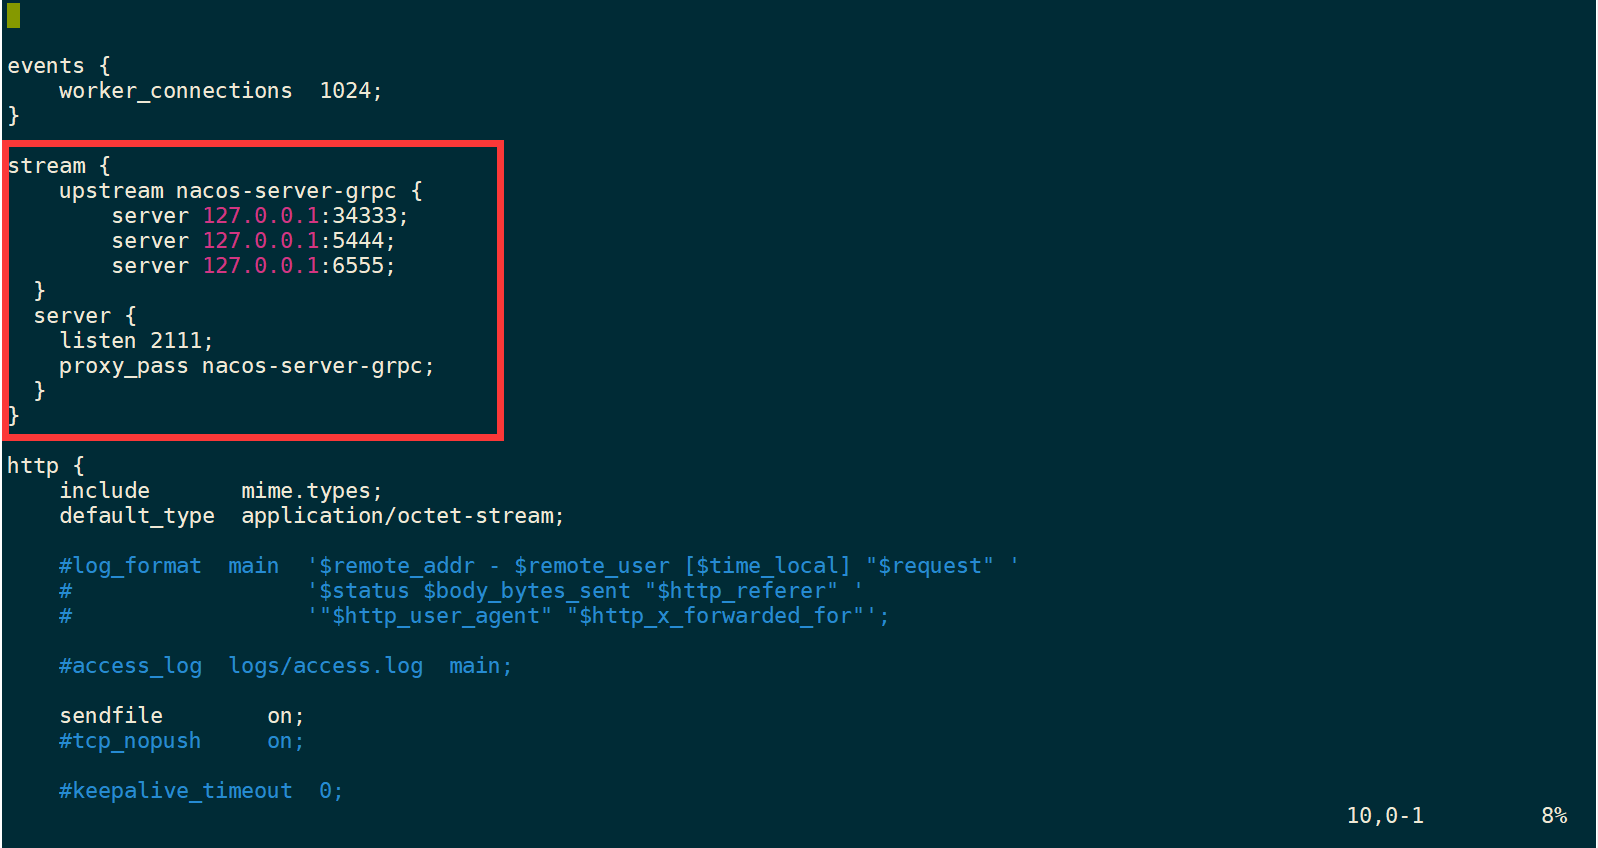 events {
    worker_connections  1024;
}
stream {
    upstream nacos-server-grpc {
        server 127.0.0.1:34333;
        server 127.0.0.1:5444;
        server 127.0.0.1:6555;
  }
  server {
    listen 2111;
    proxy_pass nacos-server-grpc;
  }
}
http {
    include       mime.types;
    default_type  application/octet-stream;
    #log_format  main  '$remote_addr - $remote_user [$time_local] "$request" '
    #                  '$status $body_bytes_sent "$http_referer" '
    #                  '"$http_user_agent" "$http_x_forwarded_for"';
    #access_log  logs/access.log  main;
    sendfile        on;
    #tcp_nopush     on;
    #keepalive_timeout  0;
10,0-1         8%